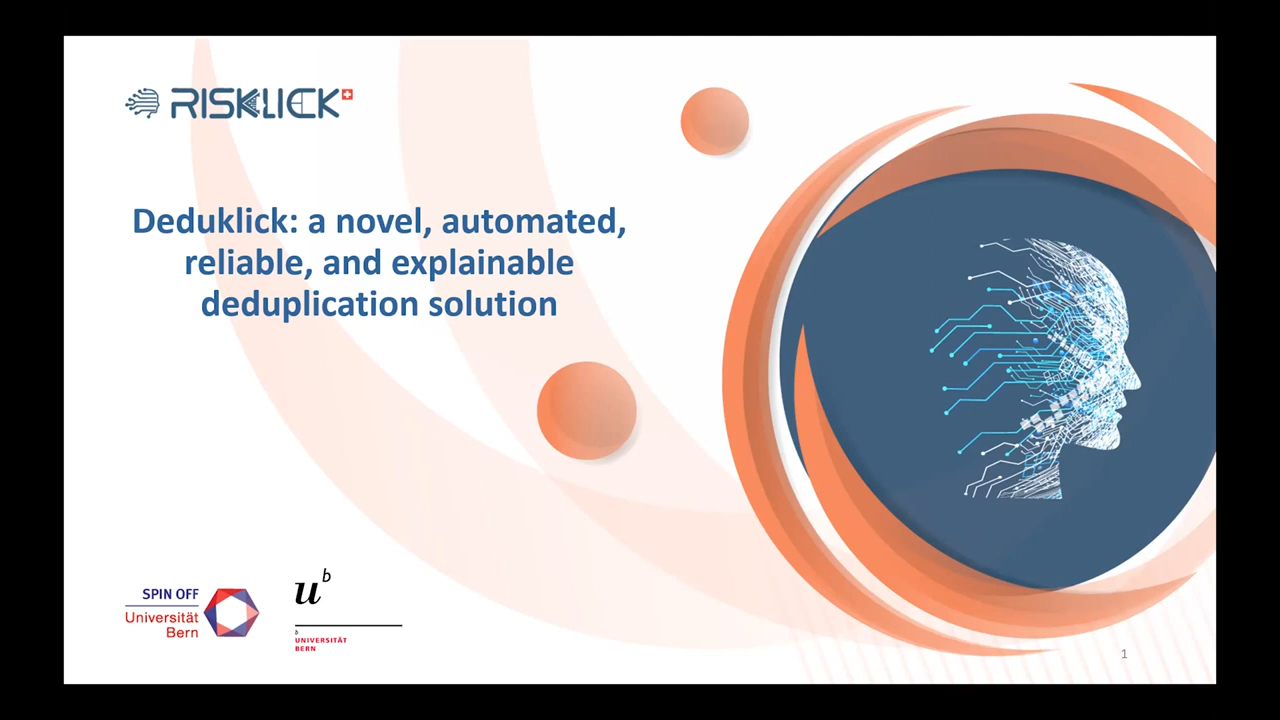 RISKLICK
Deduklick: a novel, automated,
reliable, and explainable
deduplication solution
SPIN OFF
Universität
Bern
u^b
b
UNIVERSITÄT
BERN
1